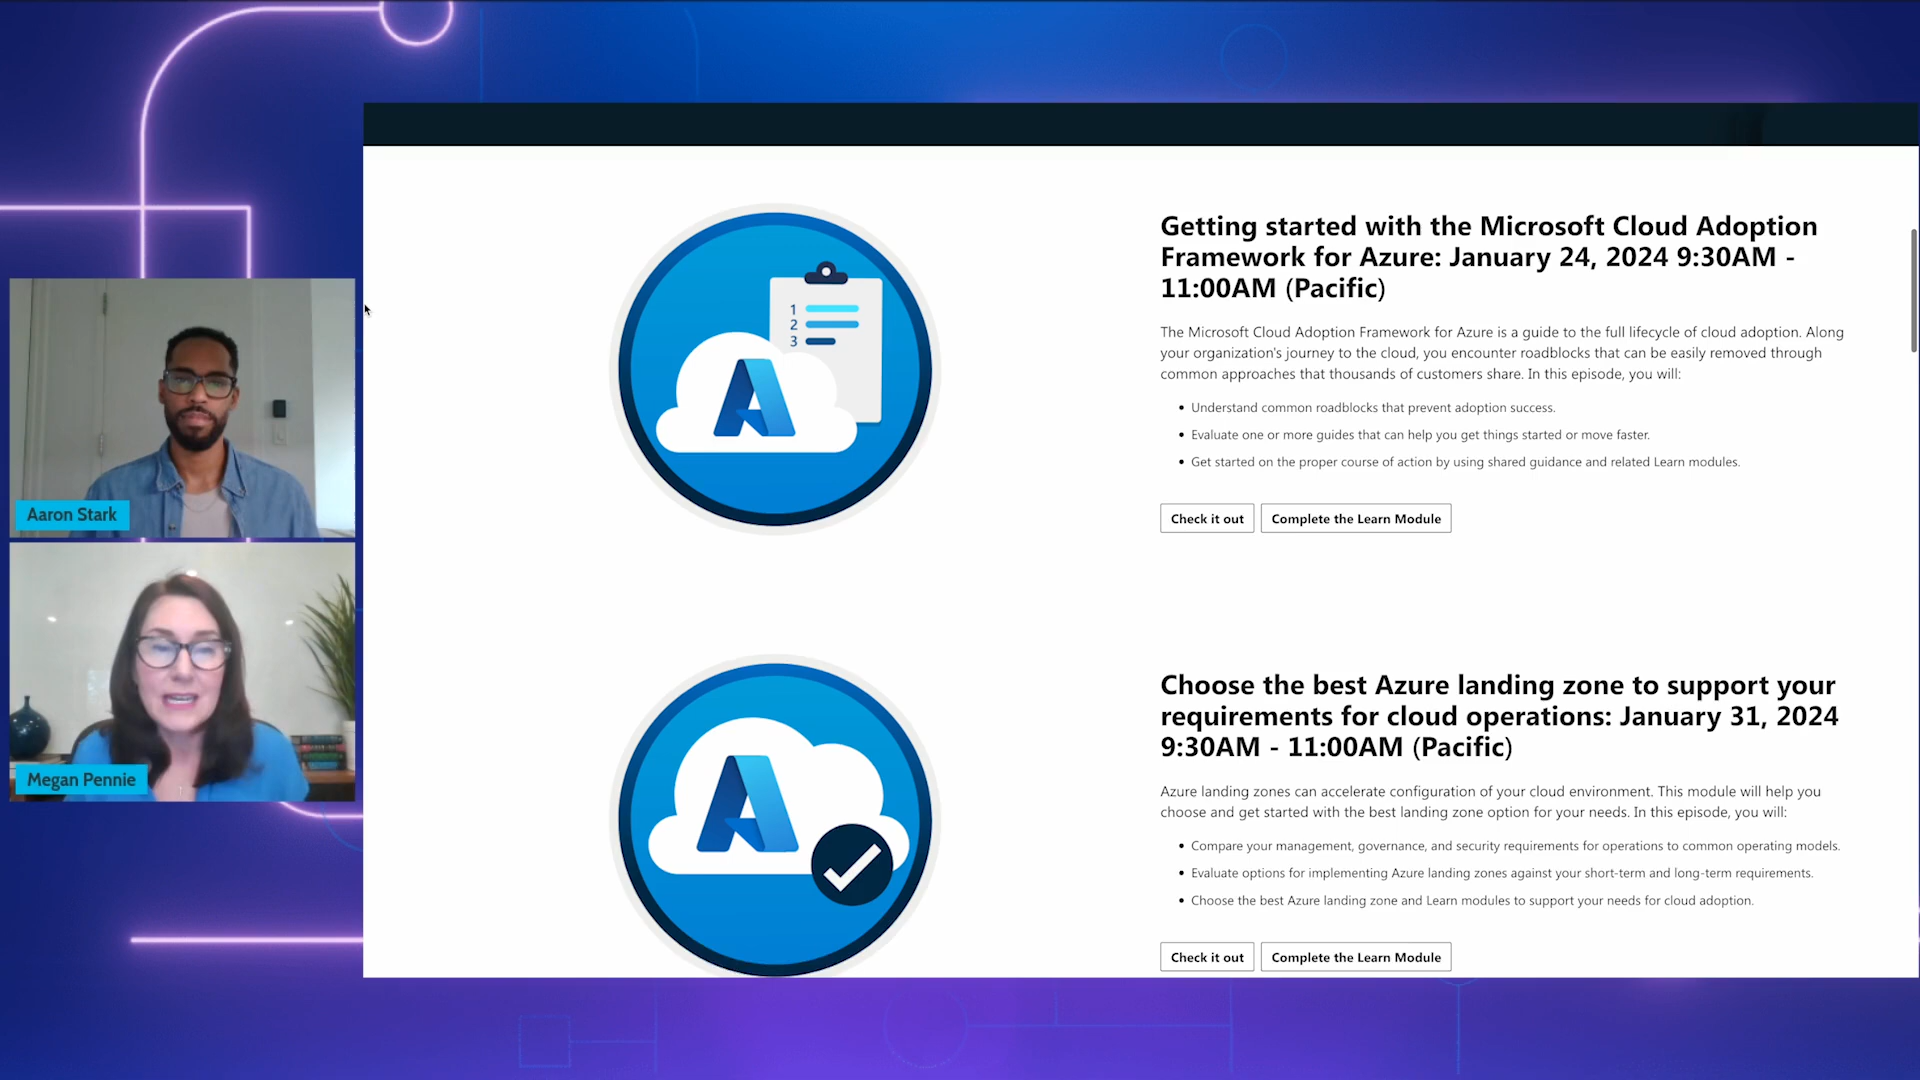 Aaron Stark
Megan Pennie
1
2
3
Getting started with the Microsoft Cloud Adoption
Framework for Azure: January 24, 2024 9:30AM -
11:00AM (Pacific)
The Microsoft Cloud Adoption Framework for Azure is a guide to the full lifecycle of cloud adoption. Along
your organization's journey to the cloud, you encounter roadblocks that can be easily removed through
common approaches that thousands of customers share. In this episode, you will:
• Understand common roadblocks that prevent adoption success.
• Evaluate one or more guides that can help you get things started or move faster.
• Get started on the proper course of action by using shared guidance and related Learn modules.
Check it out
Complete the Learn Module
Choose the best Azure landing zone to support your
requirements for cloud operations: January 31, 2024
9:30AM - 11:00AM (Pacific)
Azure landing zones can accelerate configuration of your cloud environment. This module will help you
choose and get started with the best landing zone option for your needs. In this episode, you will:
• Compare your management, governance, and security requirements for operations to common operating models.
• Evaluate options for implementing Azure landing zones against your short-term and long-term requirements.
• Choose the best Azure landing zone and Learn modules to support your needs for cloud adoption.
Check it out
Complete the Learn Module